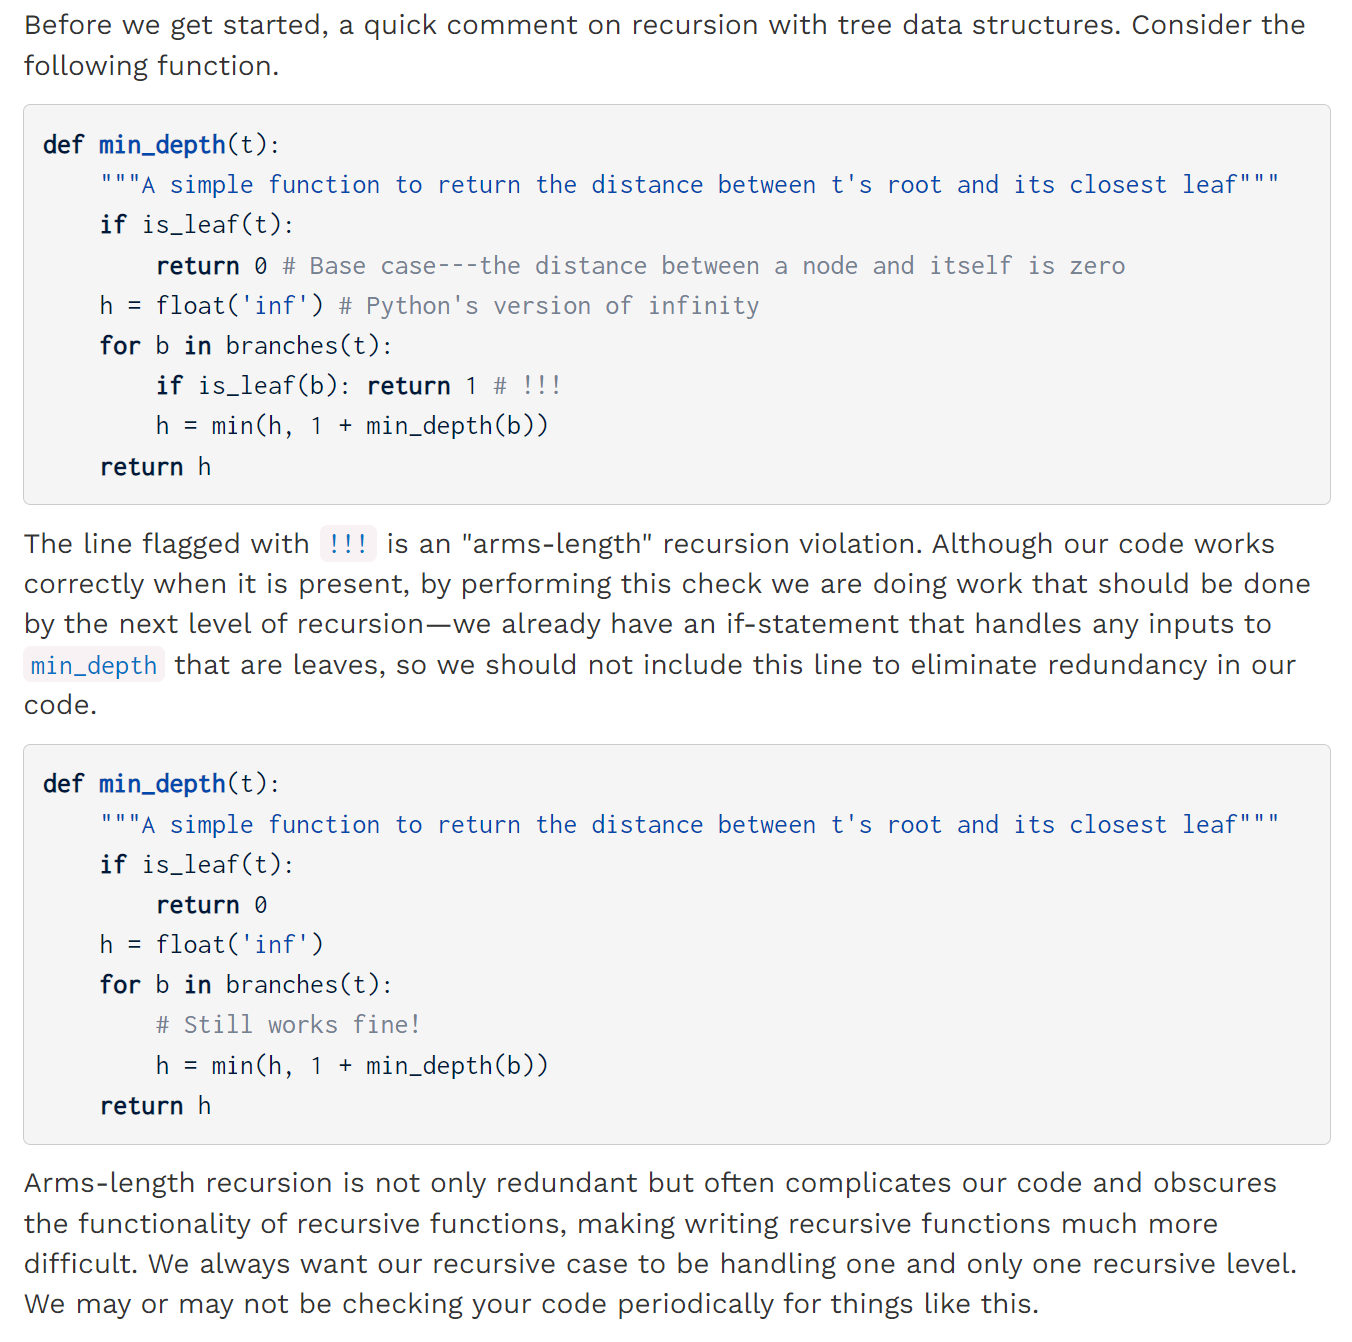 Before we get started, a quick comment on recursion with tree data structures. Consider the
following function.
def min_depth(t):
    """A simple function to return the distance between t's root and its closest leaf"""
    if is_leaf(t):
        return 0 # Base case---the distance between a node and itself is zero
    h = float('inf') # Python's version of infinity
    for b in branches(t):
        if is_leaf(b): return 1 # !!!
        h = min(h, 1 + min_depth(b))
    return h
The line flagged with !!! is an "arms-length" recursion violation. Although our code works
correctly when it is present, by performing this check we are doing work that should be done
by the next level of recursion—we already have an if-statement that handles any inputs to
min_depth that are leaves, so we should not include this line to eliminate redundancy in our
code.
def min_depth(t):
    """A simple function to return the distance between t's root and its closest leaf"""
    if is_leaf(t):
        return 0
    h = float('inf')
    for b in branches(t):
        # Still works fine!
        h = min(h, 1 + min_depth(b))
    return h
Arms-length recursion is not only redundant but often complicates our code and obscures
the functionality of recursive functions, making writing recursive functions much more
difficult. We always want our recursive case to be handling one and only one recursive level.
We may or may not be checking your code periodically for things like this.